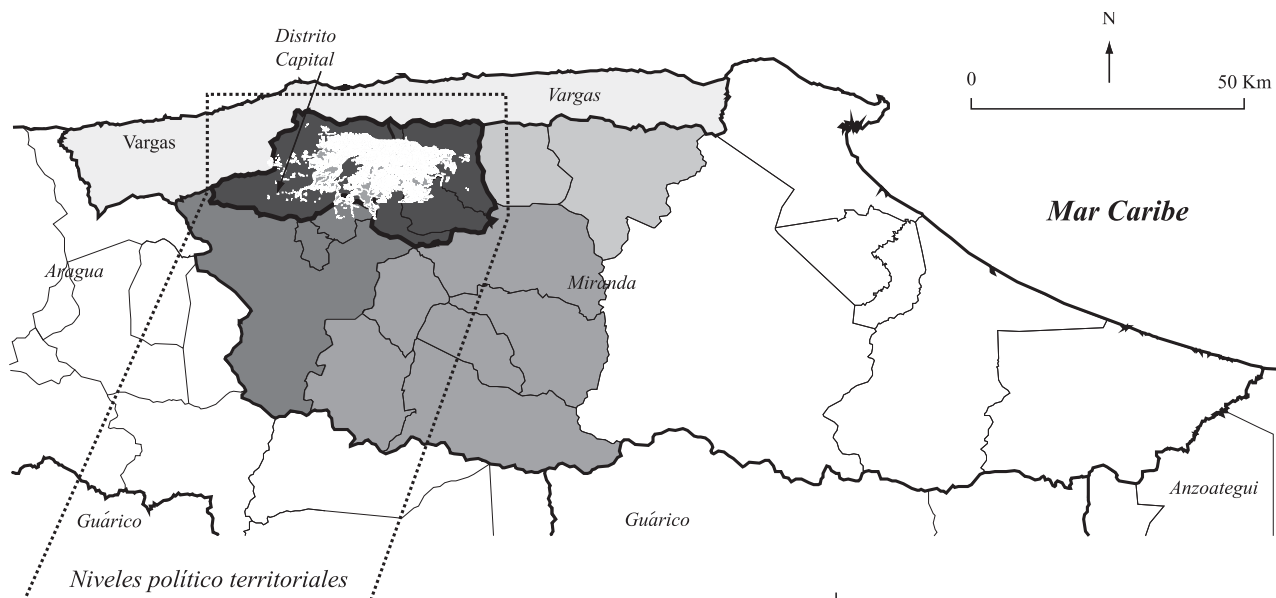 N
Distrito
Capital
0
50 Km
Vargas
Vargas
Mar Caribe
Aragua
Miranda
Anzoategui
Guárico
Guárico
Niveles político territoriales